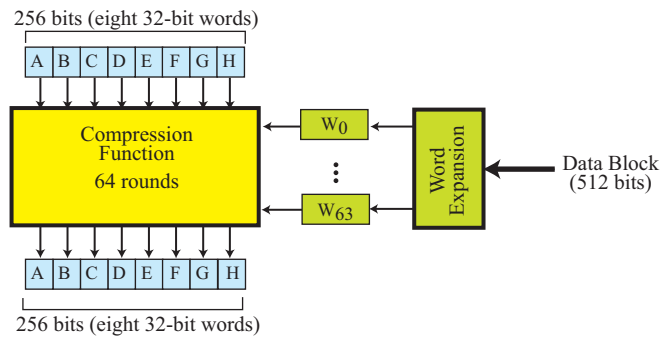 256 bits (eight 32-bit words)
A B C D E F G H
Compression
Function
64 rounds
W0
W63
Word
Expansion
Data Block
(512 bits)
A B C D E F G H
256 bits (eight 32-bit words)